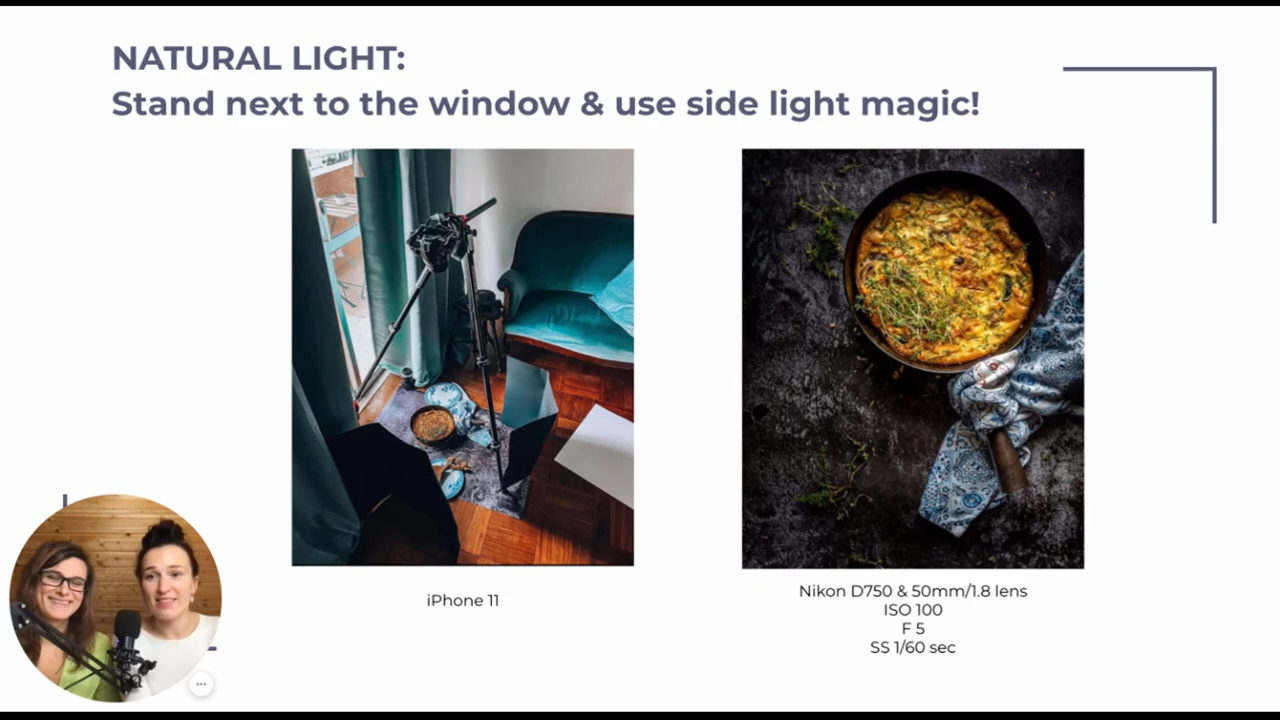 NATURAL LIGHT:
Stand next to the window & use side light magic!
iPhone 11
Nikon D750 & 50mm/1.8 lens
ISO 100
F 5
SS 1/60 sec